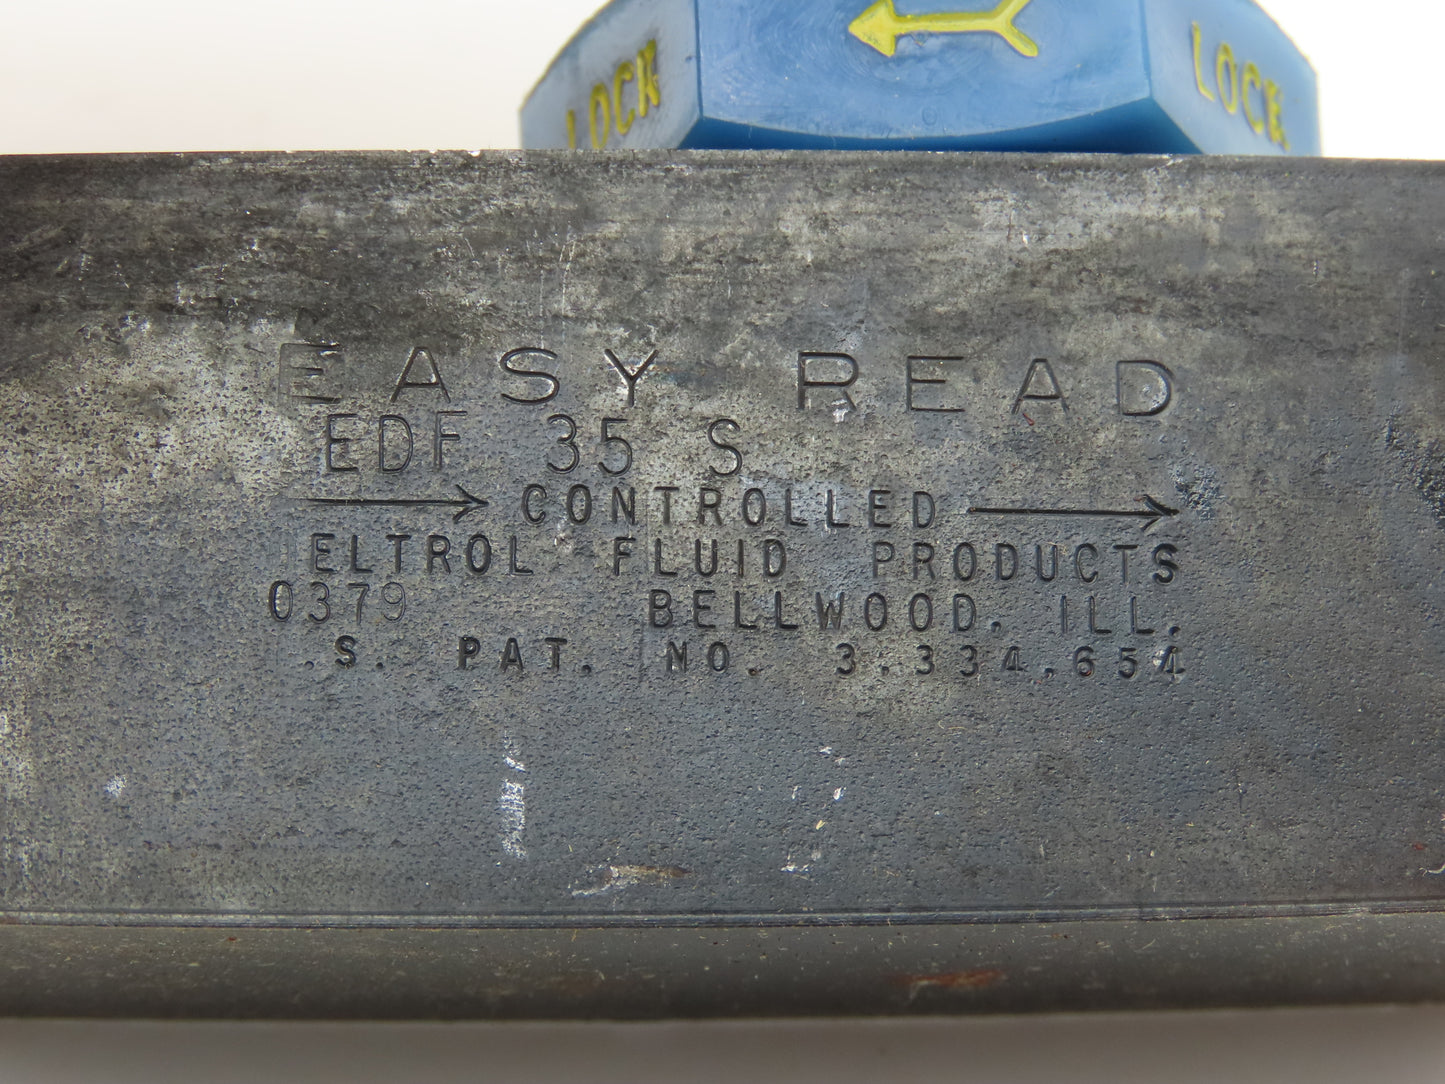 LOCK LOCK
EASY READ
EDF 35 S
→ CONTROLLED →
ELTROL FLUID PRODUCTS
0379 BELLWOOD. ILL.
.S. PAT. NO. 3.334.654